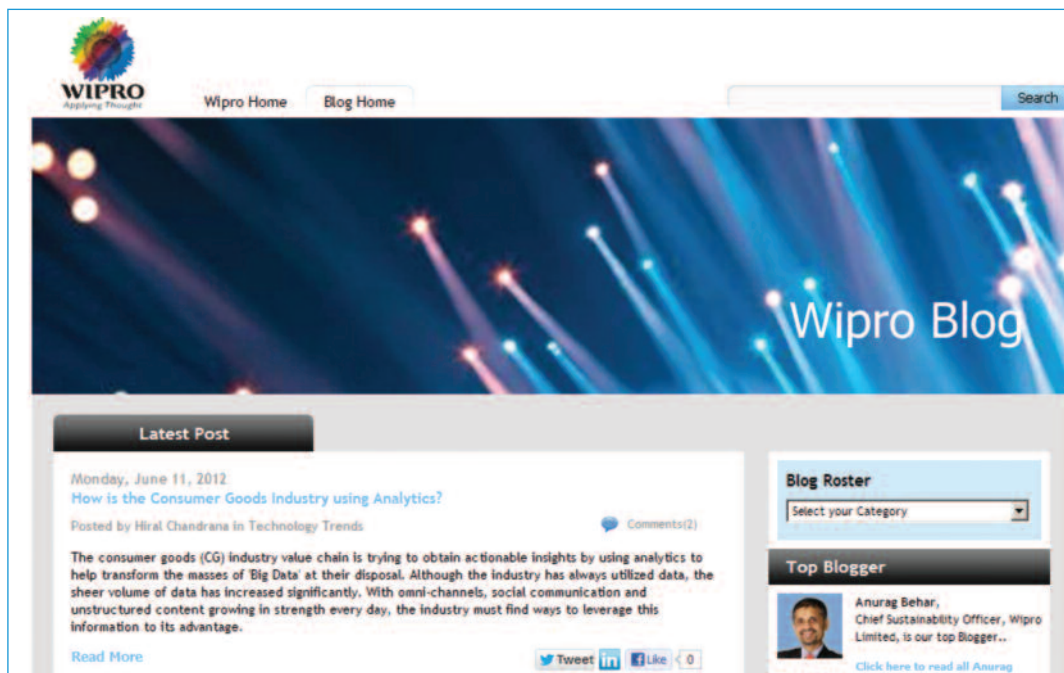 WIPRO
Applying Thought
Wipro Home
Blog Home
Search
Wipro Blog
Latest Post
Monday, June 11, 2012
How is the Consumer Goods Industry using Analytics?
Posted by Hiral Chandrana in Technology Trends
Comments(2)
The consumer goods (CG) industry value chain is trying to obtain actionable insights by using analytics to
help transform the masses of 'Big Data' at their disposal. Although the industry has always utilized data, the
sheer volume of data has increased significantly. With omni-channels, social communication and
unstructured content growing in strength every day, the industry must find ways to leverage this
information to its advantage.
Read More
Tweet
in
f Like
0
Blog Roster
Select your Category
Top Blogger
Anurag Behar,
Chief Sustainability Officer, Wipro
Limited, is our top Blogger..
Click here to read all Anurag